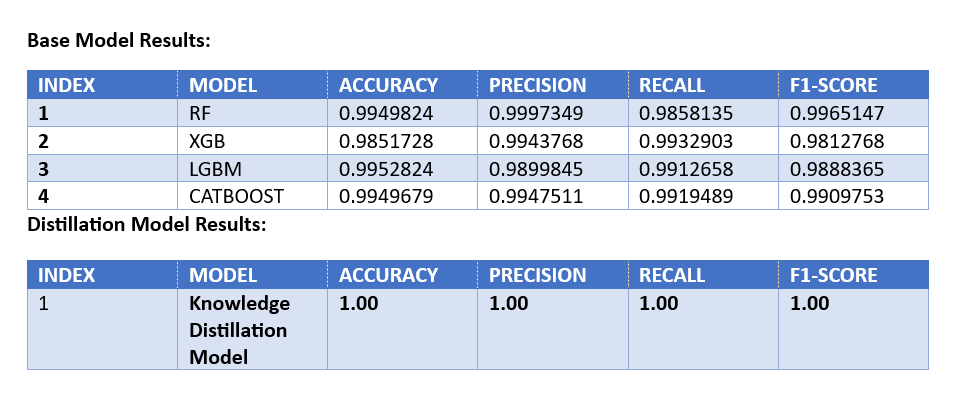 Base Model Results:
INDEX MODEL ACCURACY PRECISION RECALL F1-SCORE
1 RF 0.9949824 0.9997349 0.9858135 0.9965147
2 XGB 0.9851728 0.9943768 0.9932903 0.9812768
3 LGBM 0.9952824 0.9899845 0.9912658 0.9888365
4 CATBOOST 0.9949679 0.9947511 0.9919489 0.9909753
Distillation Model Results:
INDEX MODEL ACCURACY PRECISION RECALL F1-SCORE
1 Knowledge 1.00 1.00 1.00 1.00
Distillation
Model